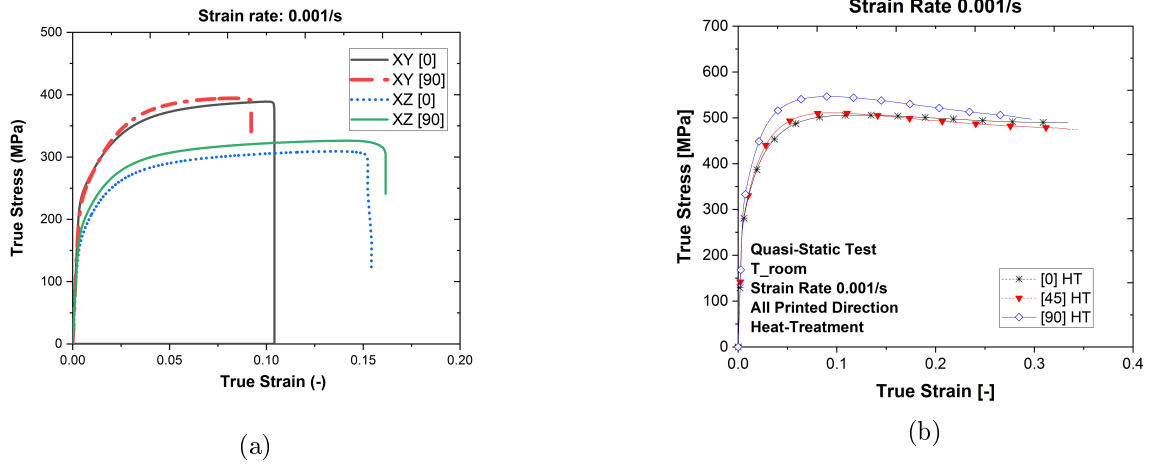 Strain rate: 0.001/s
500
400
300
200
100
0
True Stress (MPa)
XY [0]
XY [90]
XZ [0]
XZ [90]
0.00
0.05
0.10
0.15
0.20
True Strain (-)
(a)
Strain Rate 0.001/s
700
600
500
400
300
200
100
0
True Stress [MPa]
Quasi-Static Test
T_room
Strain Rate 0.001/s
All Printed Direction
Heat-Treatment
[0] HT
[45] HT
[90] HT
0.0
0.1
0.2
0.3
0.4
True Strain [-]
(b)